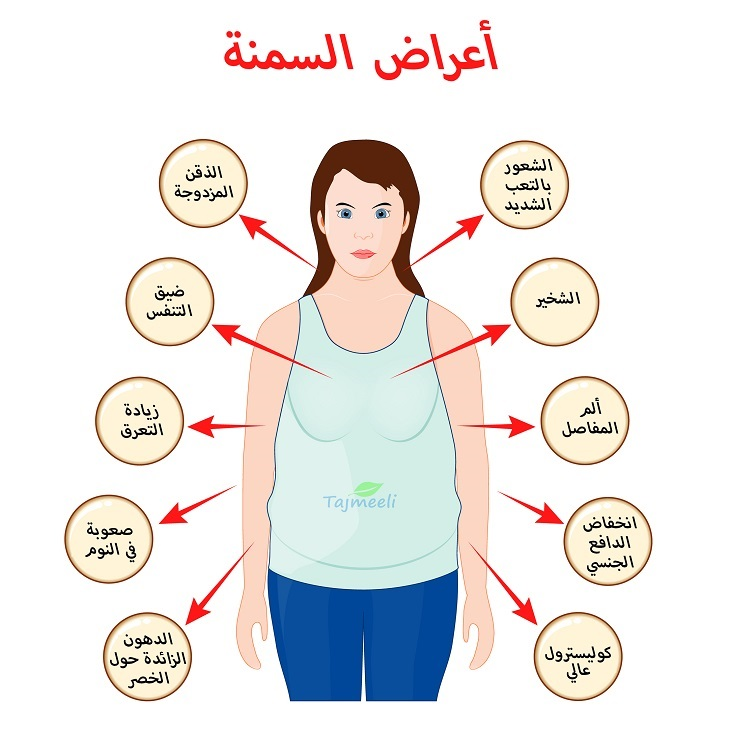 أعراض السمنة
الشعور
بالتعب
الشديد
الذقن
المزدوجة
الشخير
ضيق
التنفس
ألم
المفاصل
زيادة
التعرق
انخفاض
الدافع
الجنسي
صعوبة
في النوم
كوليسترول
عالي
الدهون
الزائدة حول
الخصر
Tajmeeli